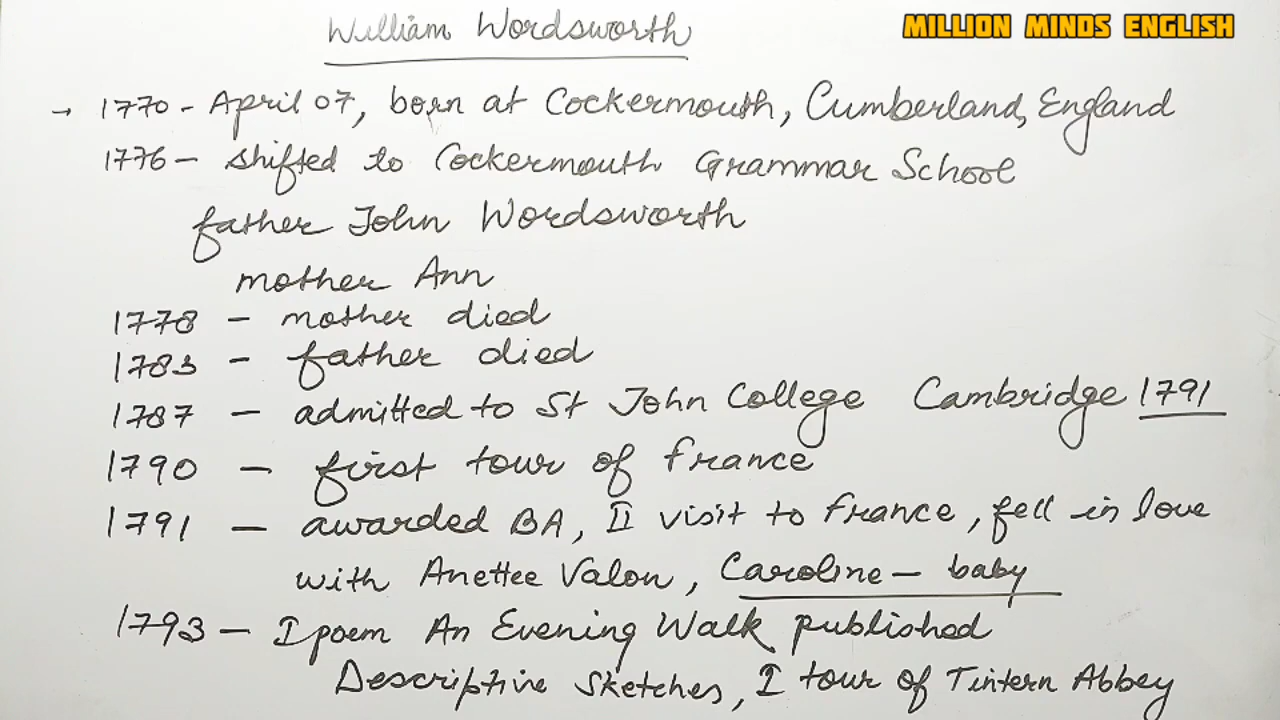 William Wordsworth
MILLION MINDS ENGLISH
→ 1770 - April 07, born at Cockermouth, Cumberland, England
1776 - shifted to Cockermouth Grammar School
father John Wordsworth
mother Ann
1778 - mother died
1783 - father died
1787 - admitted to St John College Cambridge 1791
1790 - first tour of france
1791 - awarded BA, II visit to france, fell in love
with Anettee Valon, Caroline - baby
1793 - I poem An Evening Walk published
Descriptive Sketches, I tour of Tintern Abbey